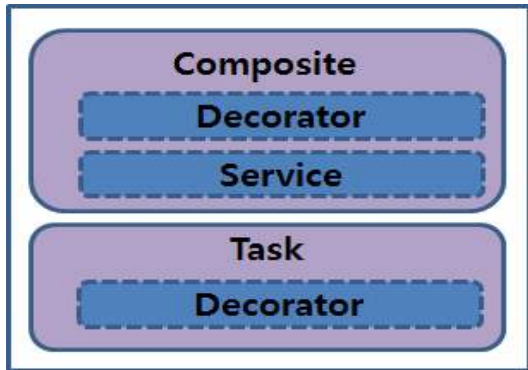 Composite
Decorator
Service
Task
Decorator